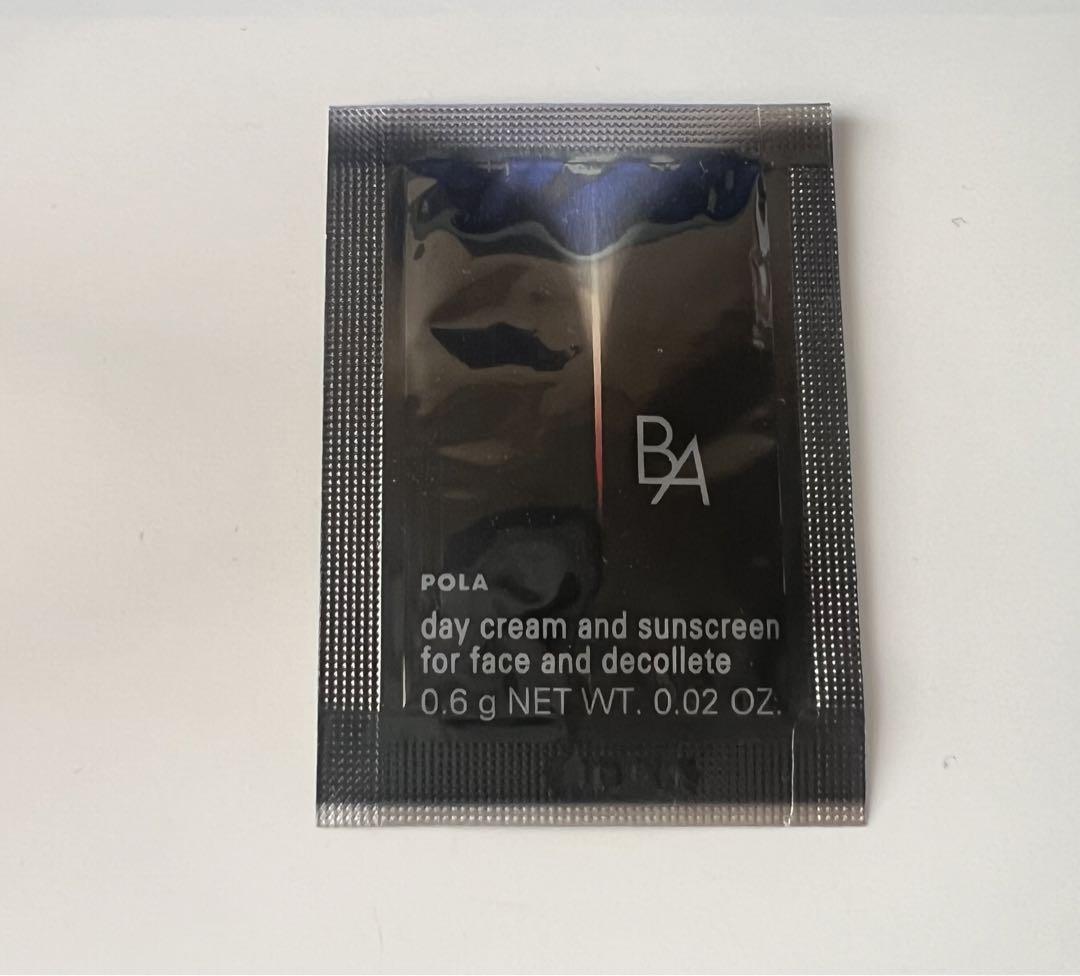 BA
POLA
day cream and sunscreen
for face and decollete
0.6 g NET WT. 0.02 OZ.